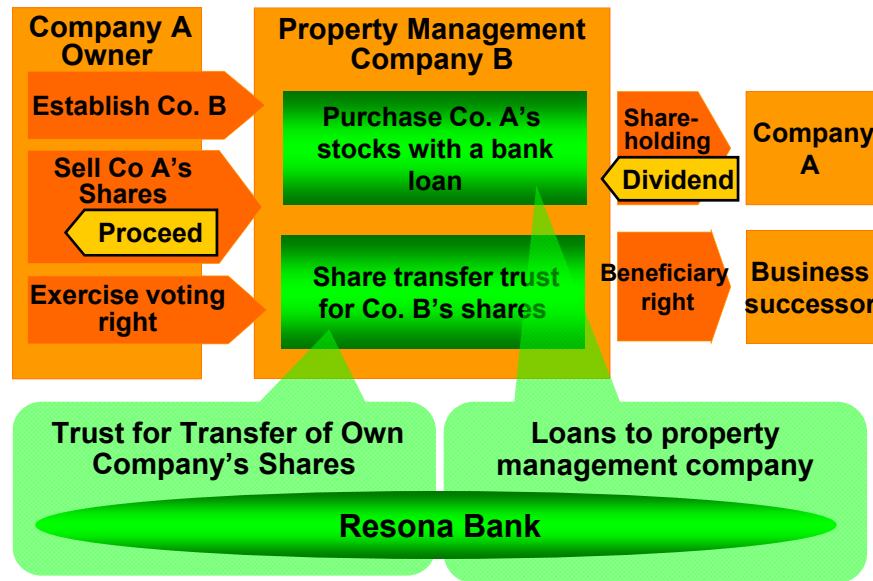 Company A
Owner
Establish Co. B
Sell Co A's
Shares
Proceed
Exercise voting
right
Property Management
Company B
Purchase Co. A's
stocks with a bank
loan
Share transfer trust
for Co. B's shares
Share-
holding
Dividend
Beneficiary
right
Company
A
Business
successor
Trust for Transfer of Own
Company's Shares
Loans to property
management company
Resona Bank